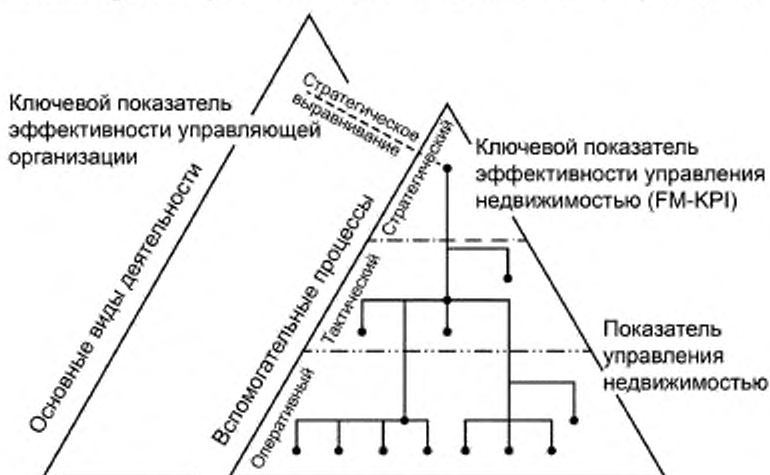 Ключевой показатель
эффективности управляющей
организации
Стратегическое
выравнивание
Ключевой показатель
эффективности управления
недвижимостью (FM-KPI)
Основные виды деятельности
Вспомогательные процессы
Стратегический
Тактический
Оперативный
Показатель
управления
недвижимостью